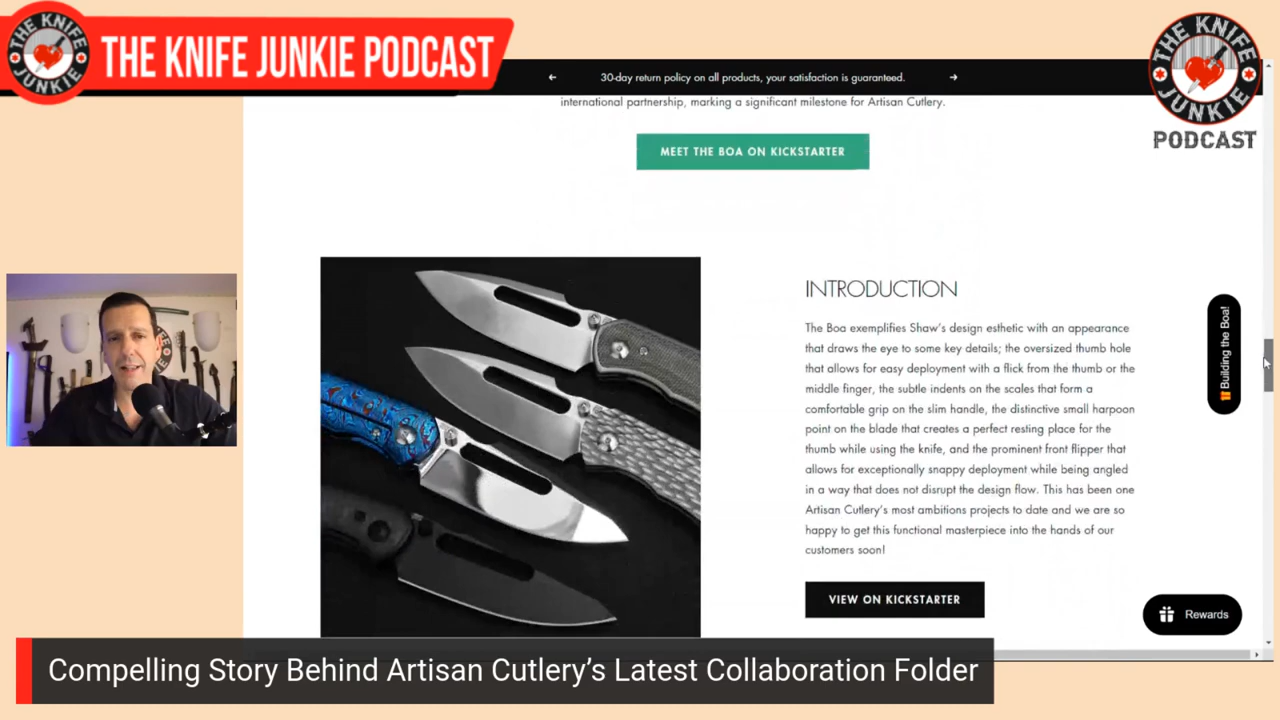 THE KNIFE JUNKIE
THE KNIFE JUNKIE PODCAST
THE KNIFE
JUNKIE
PODCAST
← 30-day return policy on all products, your satisfaction is guaranteed. →
international partnership, marking a significant milestone for Artisan Cutlery.
MEET THE BOA ON KICKSTARTER
INTRODUCTION
The Boa exemplifies Shaw's design esthetic with an appearance
that draws the eye to some key details; the oversized thumb hole
that allows for easy deployment with a flick from the thumb or the
middle finger, the subtle indents on the scales that form a
comfortable grip on the slim handle, the distinctive small harpoon
point on the blade that creates a perfect resting place for the
thumb while using the knife, and the prominent front flipper that
allows for exceptionally snappy deployment while being angled
in a way that does not disrupt the design flow. This has been one
Artisan Cutlery's most ambitions projects to date and we are so
happy to get this functional masterpiece into the hands of our
customers soon!
VIEW ON KICKSTARTER
Building the Boa!
Rewards
Compelling Story Behind Artisan Cutlery's Latest Collaboration Folder